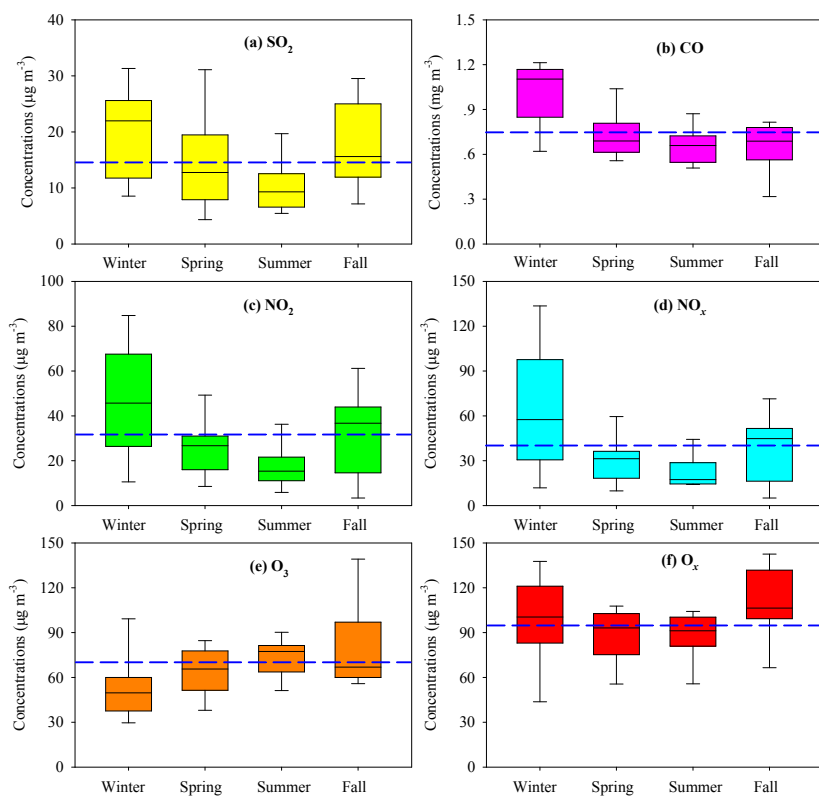 (a) SO2
Concentrations (µg m-3)
40
30
20
10
0
Winter Spring Summer Fall
(b) CO
Concentrations (mg m-3)
1.5
1.2
.9
.6
.3
0.0
Winter Spring Summer Fall
(c) NO2
Concentrations (µg m-3)
100
80
60
40
20
0
Winter Spring Summer Fall
(d) NOx
Concentrations (µg m-3)
150
120
90
60
30
0
Winter Spring Summer Fall
(e) O3
Concentrations (µg m-3)
150
120
90
60
30
0
Winter Spring Summer Fall
(f) Ox
Concentrations (µg m-3)
150
120
90
60
30
0
Winter Spring Summer Fall